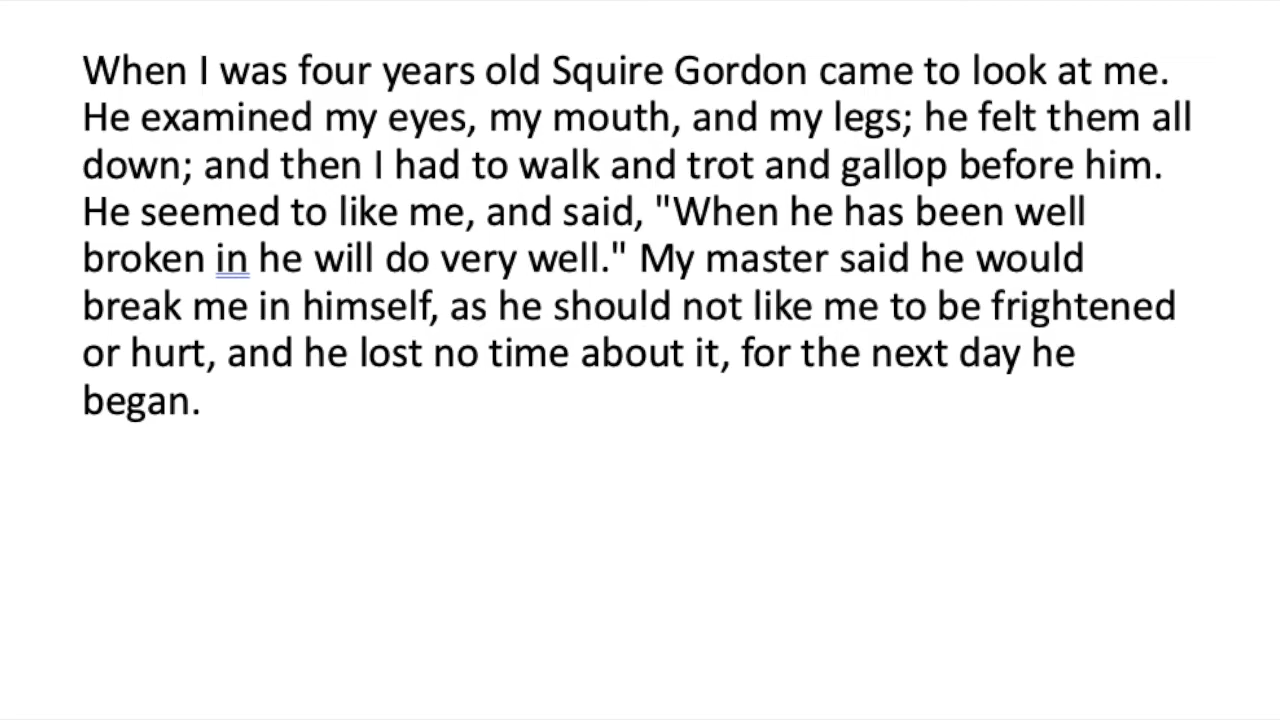 When I was four years old Squire Gordon came to look at me.
He examined my eyes, my mouth, and my legs; he felt them all
down; and then I had to walk and trot and gallop before him.
He seemed to like me, and said, "When he has been well
broken in he will do very well." My master said he would
break me in himself, as he should not like me to be frightened
or hurt, and he lost no time about it, for the next day he
began.